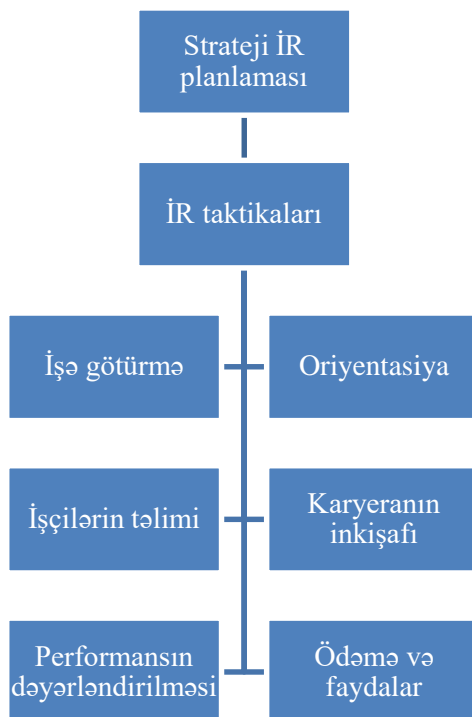 Strateji İR
planlaması
İR taktikaları
İşə götürmə
Oriyentasiya
İşçilərin təlimi
Karyeranın
inkişafı
Performansın
dəyərləndirilməsi
Ödəmə və
faydalar